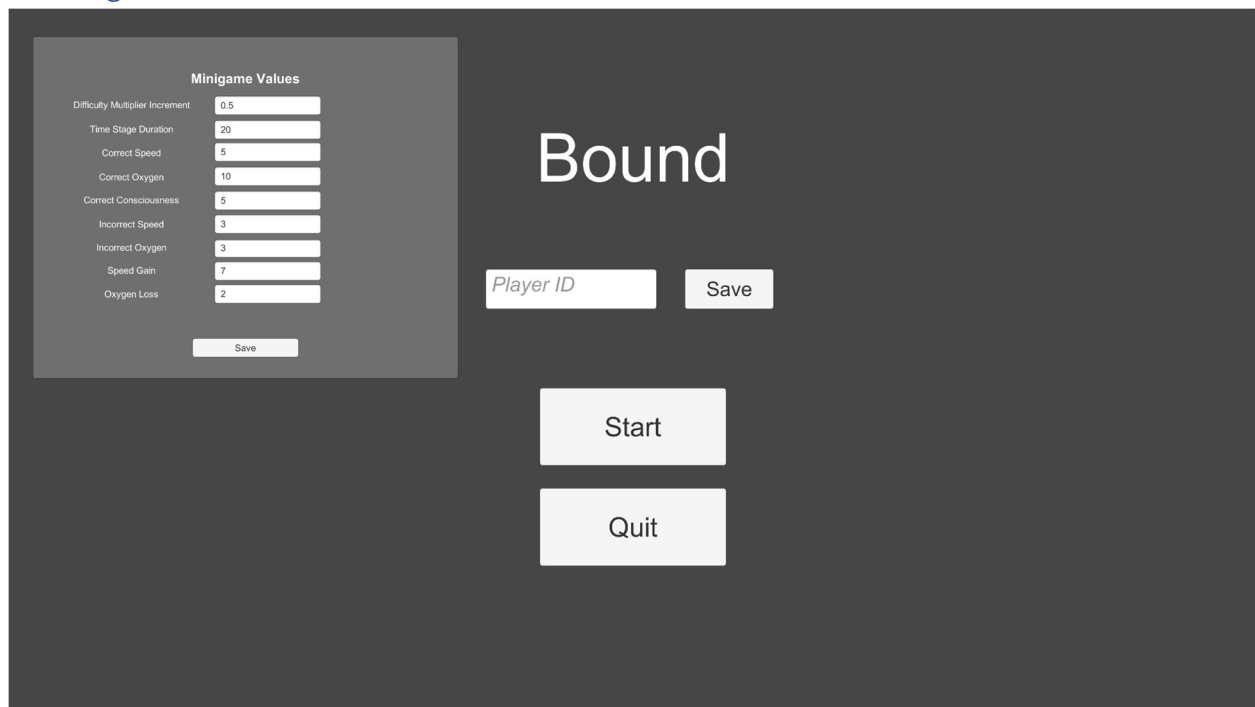 Minigame Values
Difficulty Multiplier Increment 0.5
Time Stage Duration 20
Correct Speed 5
Correct Oxygen 10
Correct Consciousness 5
Incorrect Speed 3
Incorrect Oxygen 3
Speed Gain 7
Oxygen Loss 2
Save
Bound
Player ID Save
Start
Quit